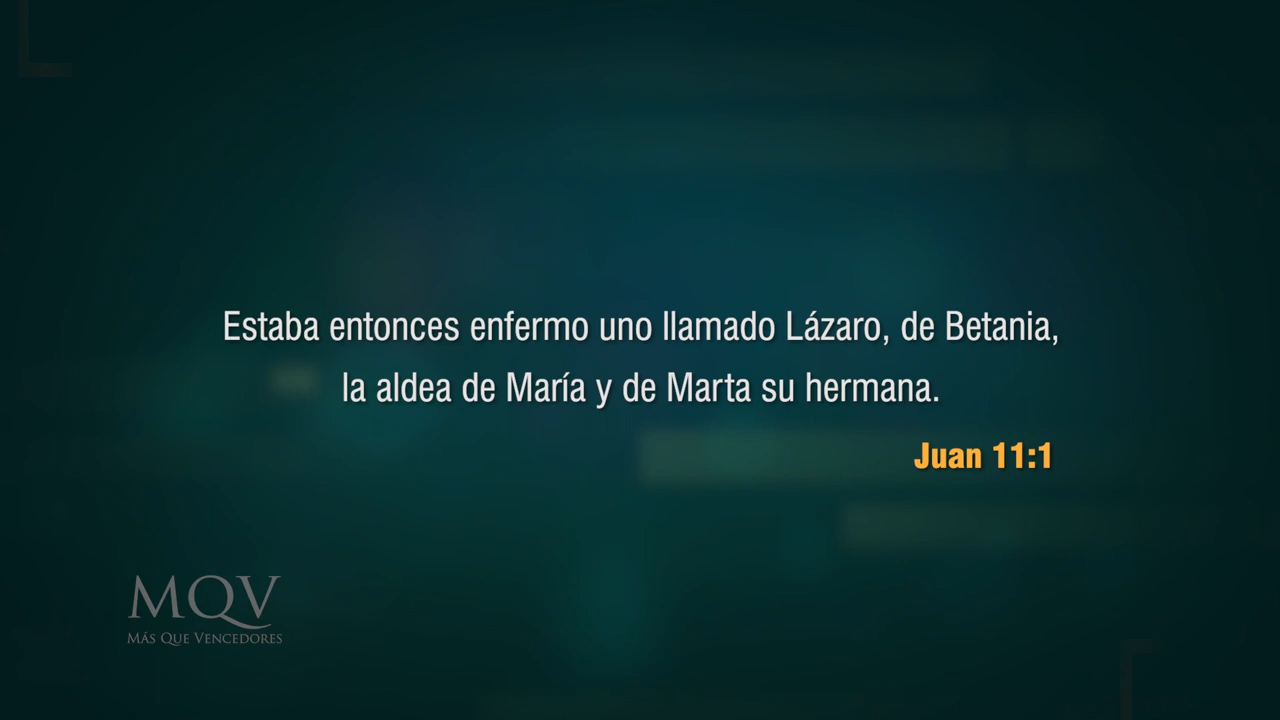 Estaba entonces enfermo uno llamado Lázaro, de Betania,
la aldea de María y de Marta su hermana.
Juan 11:1
MQV
MÁS QUE VENCEDORES